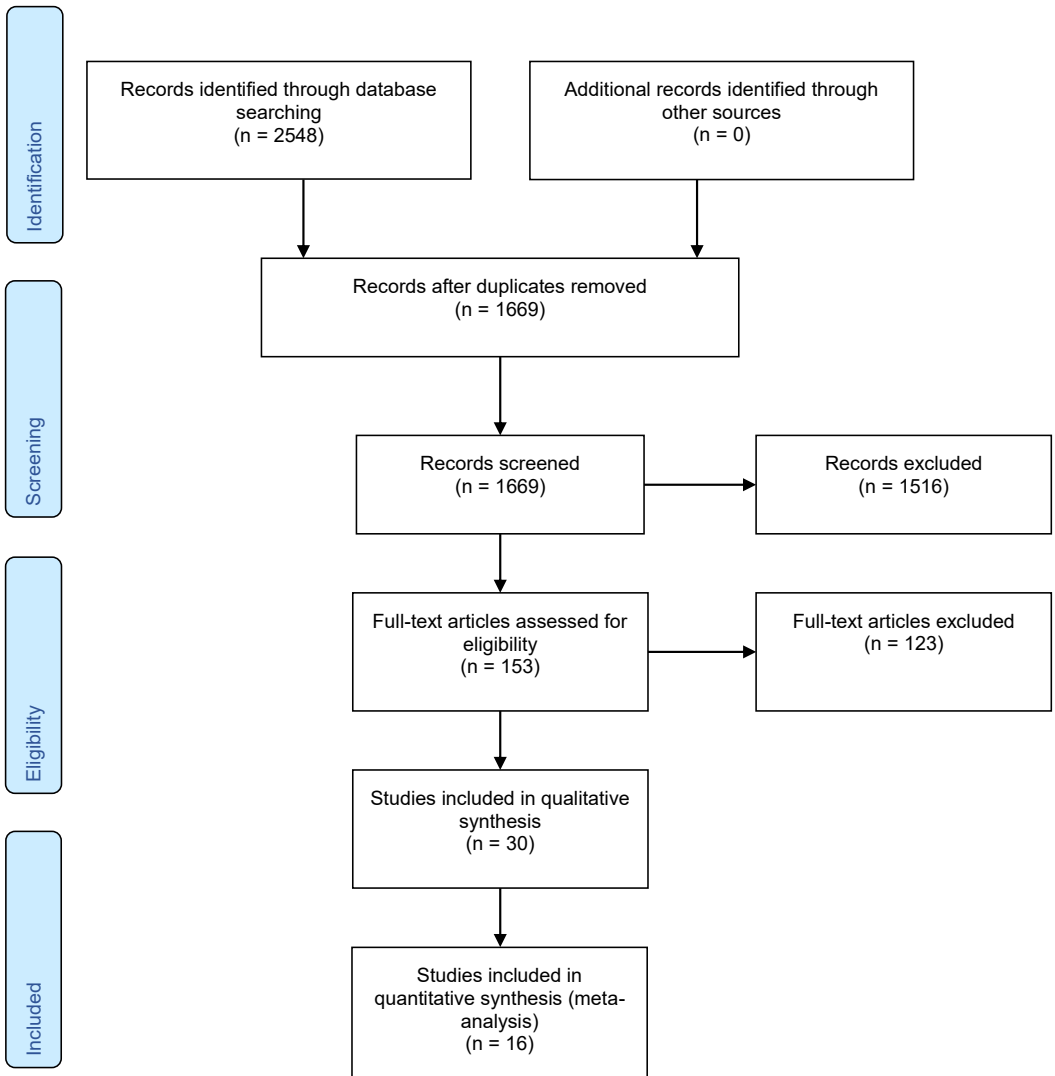 Identification
Records identified through database
searching
(n = 2548)
Additional records identified through
other sources
(n = 0)
Records after duplicates removed
(n = 1669)
Screening
Records screened
(n = 1669)
Records excluded
(n = 1516)
Eligibility
Full-text articles assessed for
eligibility
(n = 153)
Full-text articles excluded
(n = 123)
Studies included in qualitative
synthesis
(n = 30)
Included
Studies included in
quantitative synthesis (meta-
analysis)
(n = 16)